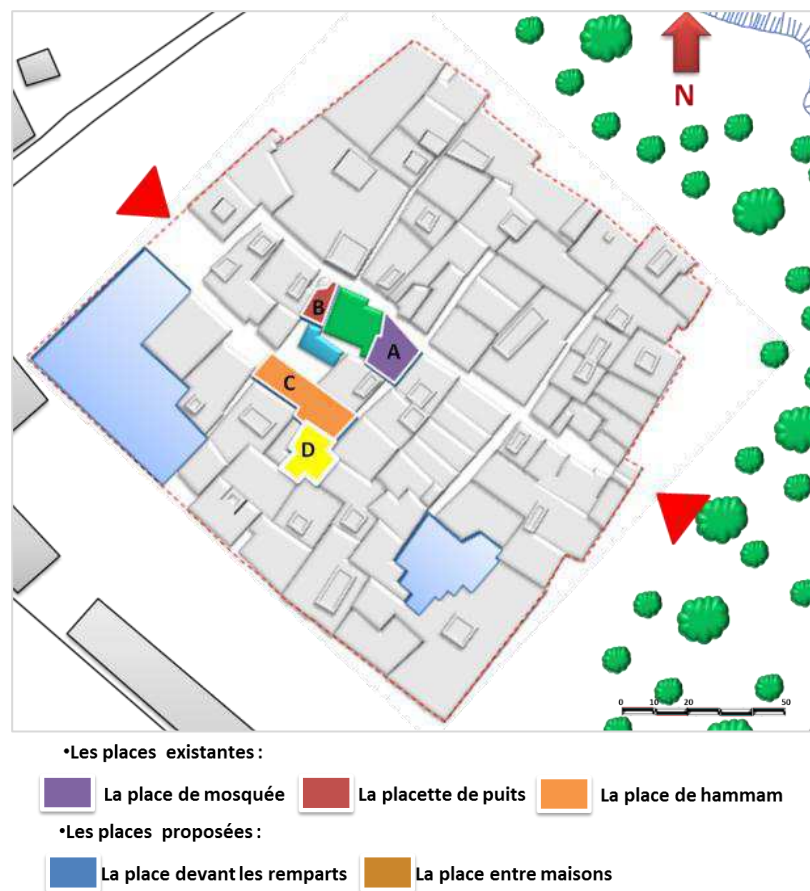 N
B
A
C
D
0 10 20 50
•Les places existantes :
La place de mosquée La placette de puits La place de hammam
•Les places proposées :
La place devant les remparts La place entre maisons